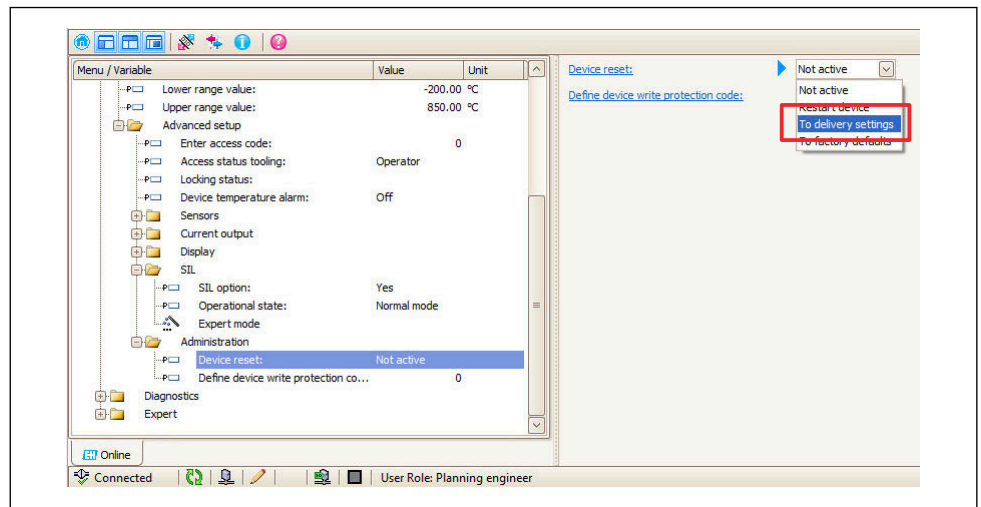 Menu / Variable Value Unit
Lower range value: -200.00 °C
Upper range value: 850.00 °C
Advanced setup
Enter access code: 0
Access status tooling: Operator
Locking status:
Device temperature alarm: Off
Sensors
Current output
Display
SIL
SIL option: Yes
Operational state: Normal mode
Expert mode
Administration
Device reset: Not active
Define device write protection co... 0
Diagnostics
Expert
Device reset: Not active
Define device write protection code:
Not active
Restart device
To delivery settings
To factory defaults
Online
Connected User Role: Planning engineer